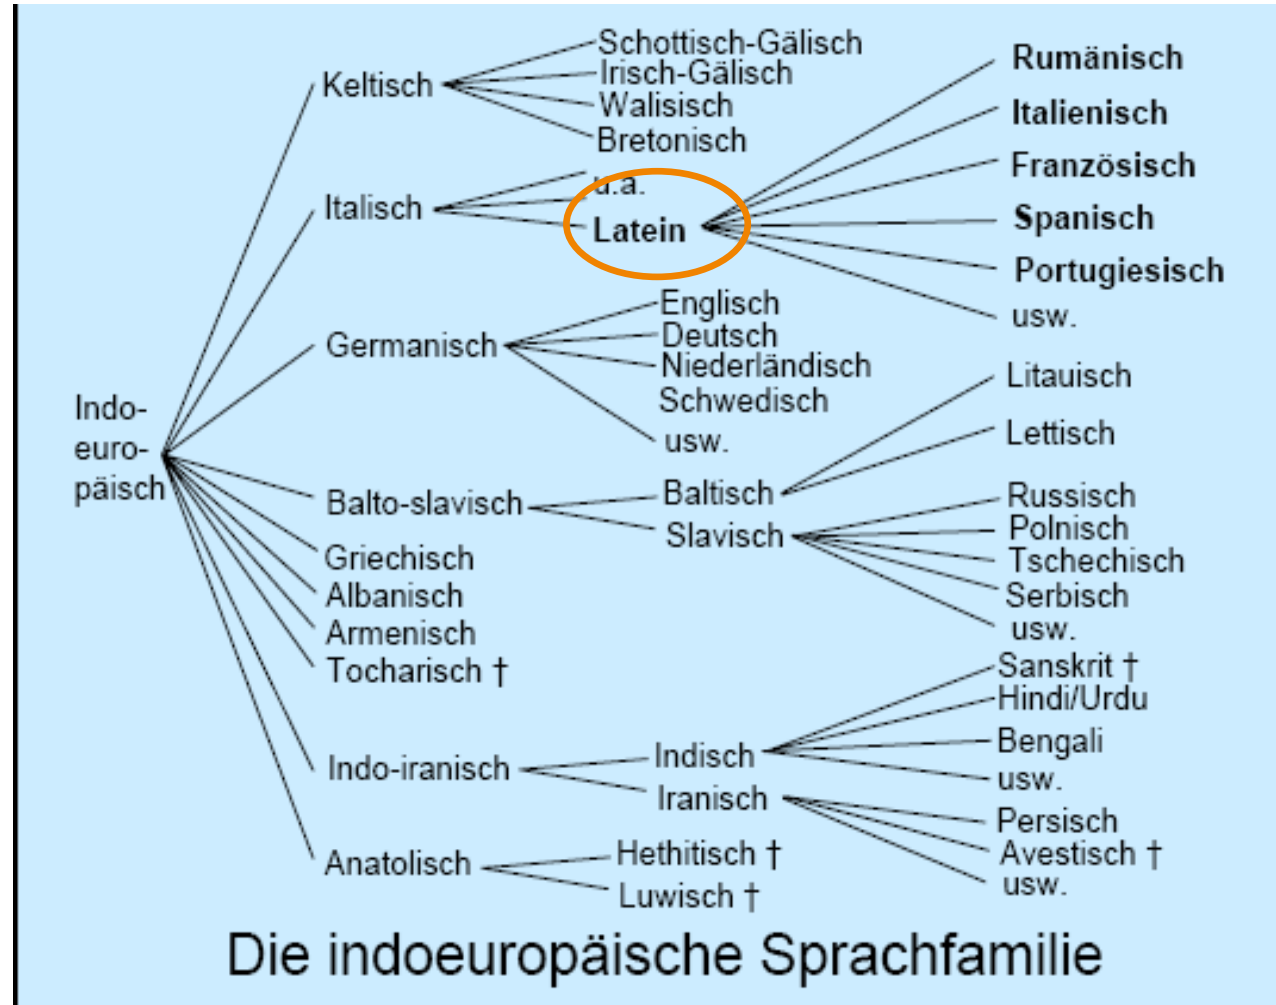 Keltisch
Schottisch-Gälisch
Irisch-Gälisch
Walisisch
Bretonisch
Italisch
u.a.
Latein
Rumänisch
Italienisch
Französisch
Spanisch
Portugiesisch
usw.
Germanisch
Englisch
Deutsch
Niederländisch
Schwedisch
usw.
Indo-
euro-
päisch
Balto-slavisch
Baltisch
Litauisch
Lettisch
Slavisch
Russisch
Polnisch
Tschechisch
Serbisch
usw.
Griechisch
Albanisch
Armenisch
Tocharisch †
Indo-iranisch
Indisch
Sanskrit †
Hindi/Urdu
Bengali
usw.
Iranisch
Persisch
Avestisch †
usw.
Anatolisch
Hethitisch †
Luwisch †
Die indoeuropäische Sprachfamilie